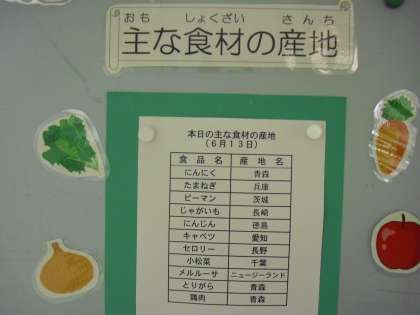 おも しょくざい さんち
主な食材の産地
本日の主な食材の産地
(6月13日)
食品名 産地名
にんにく 青森
たまねぎ 兵庫
ピーマン 茨城
じゃがいも 長崎
にんじん 徳島
キャベツ 愛知
セロリー 長野
小松菜 千葉
メルルーサ ニュージーランド
とりがら 青森
鶏肉 青森